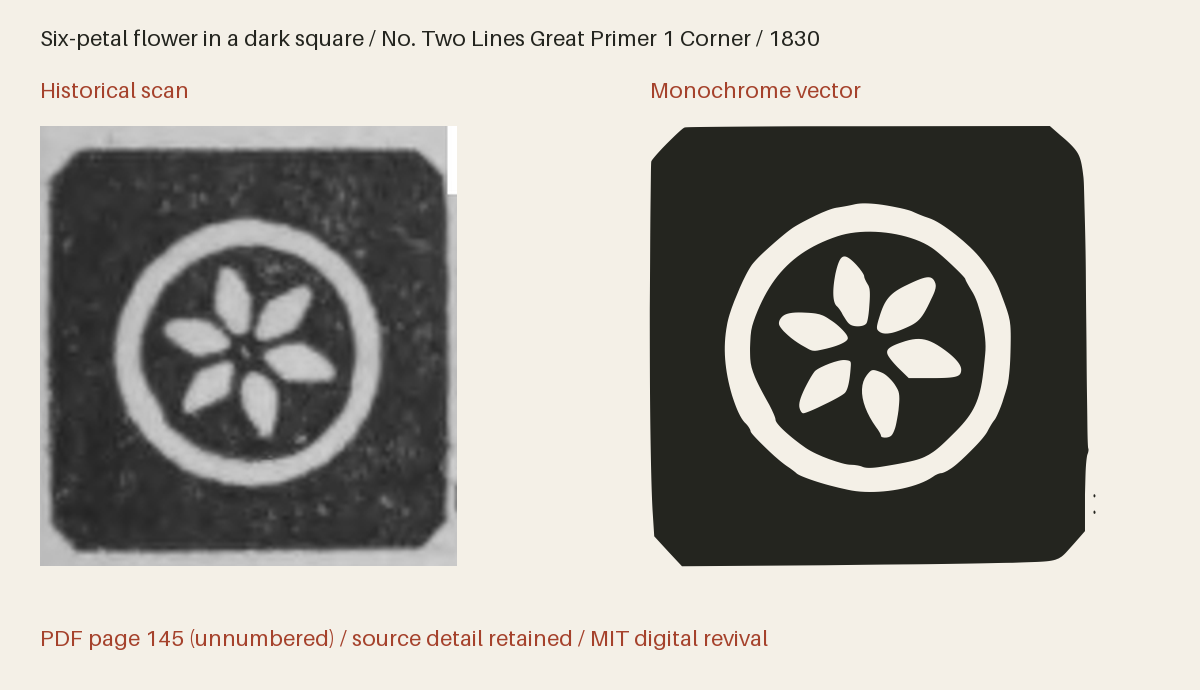 Six-petal flower in a dark square / No. Two Lines Great Primer 1 Corner / 1830
Historical scan
Monochrome vector
PDF page 145 (unnumbered) / source detail retained / MIT digital revival